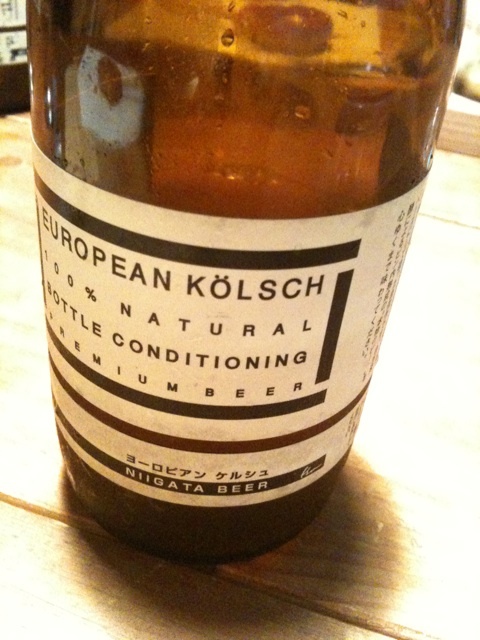 EUROPEAN KÖLSCH
100% NATURAL
BOTTLE CONDITIONING
PREMIUM BEER
ヨーロピアン ケルシュ
NIIGATA BEER